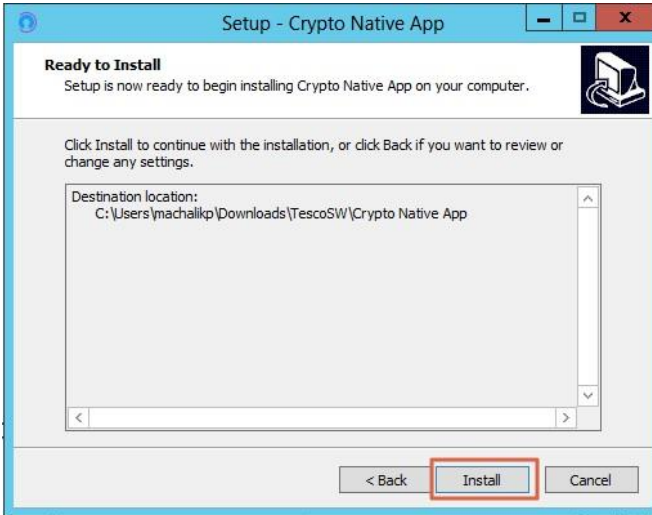 Setup - Crypto Native App
Ready to Install
Setup is now ready to begin installing Crypto Native App on your computer.
Click Install to continue with the installation, or click Back if you want to review or
change any settings.
Destination location:
C:\Users\machalikp\Downloads\TescoSW\Crypto Native App
< Back
Install
Cancel